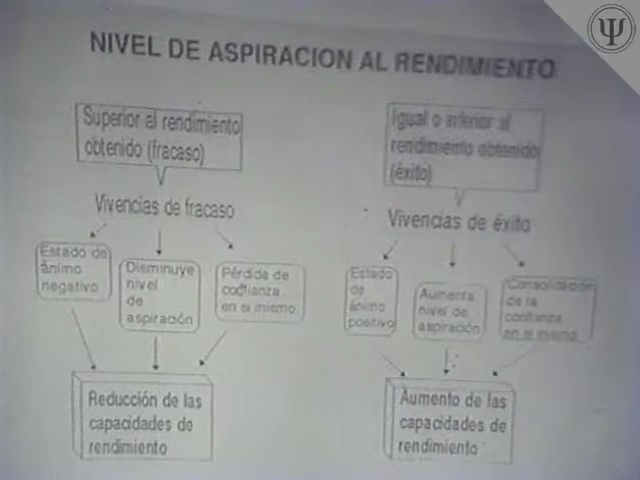 NIVEL DE ASPIRACION AL RENDIMIENTO
Superior al rendimiento
obtenido (fracaso)
Vivencias de fracaso
Estado de
ánimo
negativo
Disminuye
nivel
de
aspiración
Pérdida de
confianza
en si mismo
Reducción de las
capacidades de
rendimiento
Igual o inferior al
rendimiento obtenido
(éxito)
Vivencias de éxito
Estado
de
ánimo
positivo
Aumenta
nivel de
aspiración
Consolidación
de la
confianza
en si mismo
Aumento de las
capacidades de
rendimiento
Ψ